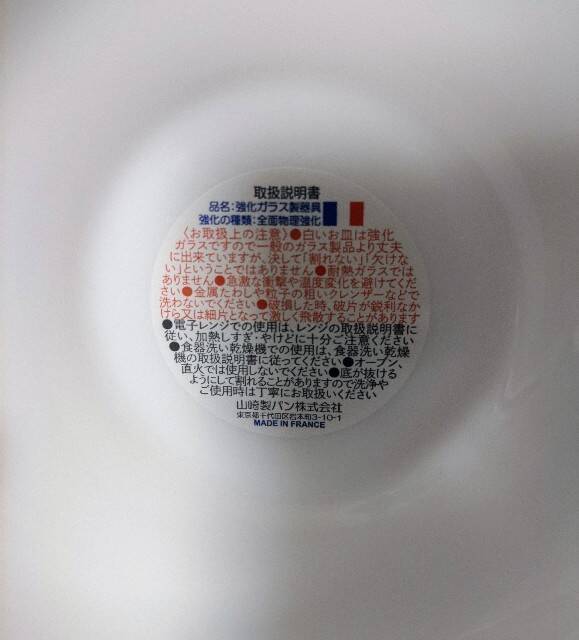 取扱説明書
品名:強化ガラス製器具
強化の種類:全面物理強化
〈お取扱上の注意〉●白いお皿は強化
ガラスですので一般のガラス製品より丈夫
に出来ていますが、決して「割れない」「欠けな
い」ということではありません●耐熱ガラスでは
ありません●急激な衝撃や温度変化を避けてくだ
さい●金属たわしや粒子の粗いクレンザーなどで
洗わないでください●破損した時、破片が鋭利なか
けら又は細片となって激しく飛散することがあります
●電子レンジでの使用は、レンジの取扱説明書に
従い、加熱しすぎ・やけどに十分ご注意ください
●食器洗い乾燥機での使用は、食器洗い乾燥
機の取扱説明書に従ってください●オーブン、
直火では使用しないでください●底が抜ける
ようにして割れることがありますので洗浄や
ご使用時は丁寧にお取扱いください
山崎製パン株式会社
東京都千代田区岩本町3-10-1
MADE IN FRANCE